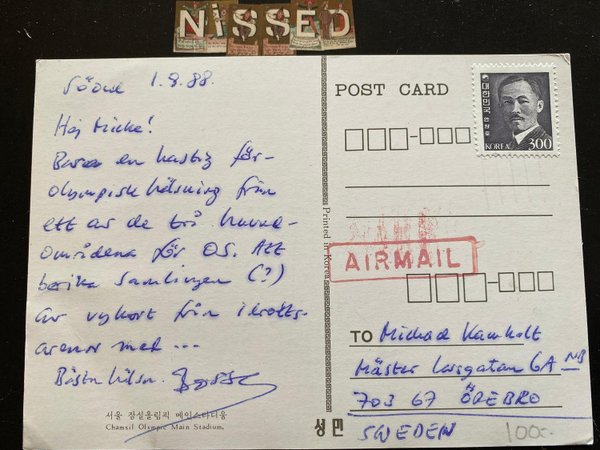 NiSSED
SÖDUL 1.8.88.
Hej Micke!
Bara en hastig för-
olympisk hälsning från
ett av de två huvud-
områdena för OS. Att
berika samlingen (?)
av vykort från idrotts-
arenor med ...
Bästa hälsn.
서울 잠실올림픽 메인스타디움
Chamsil Olympic Main Stadium.
Printed in Korea
성민
POST CARD
대한민국
KOREA 300
AIRMAIL
TO Michael
Mäster 6A NB
703 67 ÖREBRO
SWEDEN
100:-